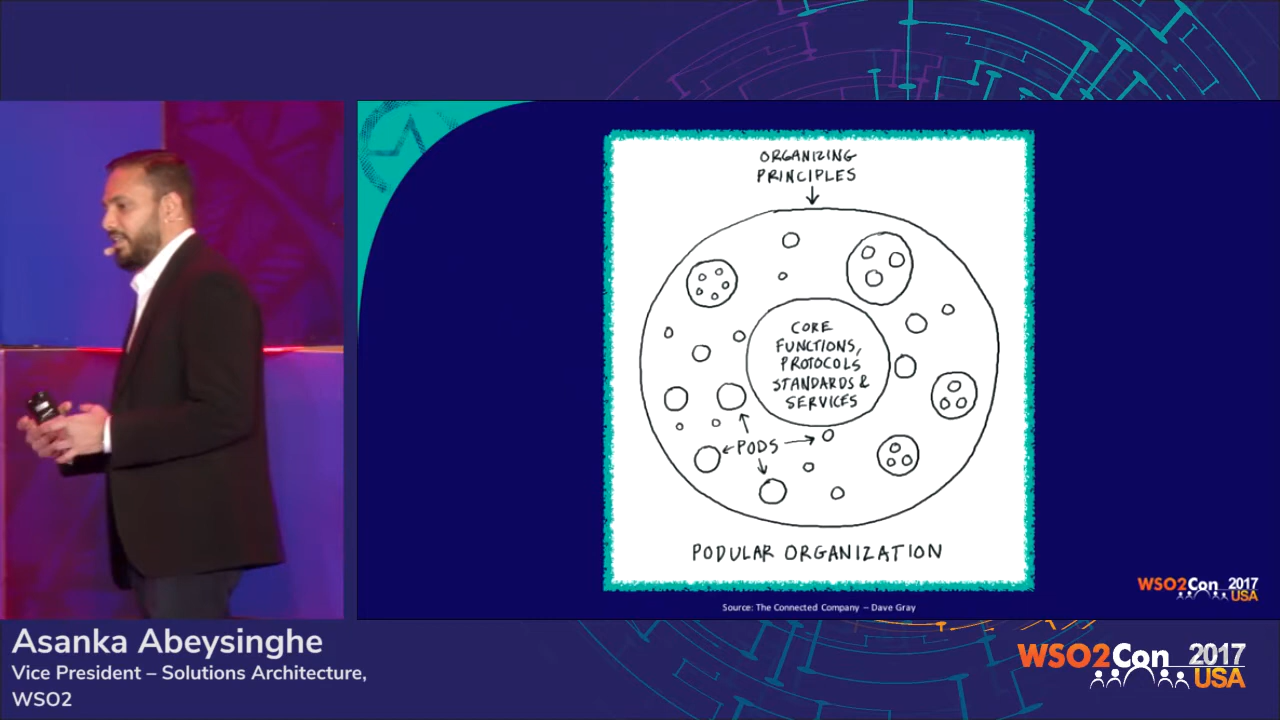 ORGANIZING
PRINCIPLES
CORE
FUNCTIONS,
PROTOCOLS
STANDARDS &
SERVICES
PODS
PODULAR ORGANIZATION
Source: The Connected Company – Dave Gray
WSO2Con 2017
USA
Asanka Abeysinghe
Vice President – Solutions Architecture,
WSO2
WSO2Con 2017
USA